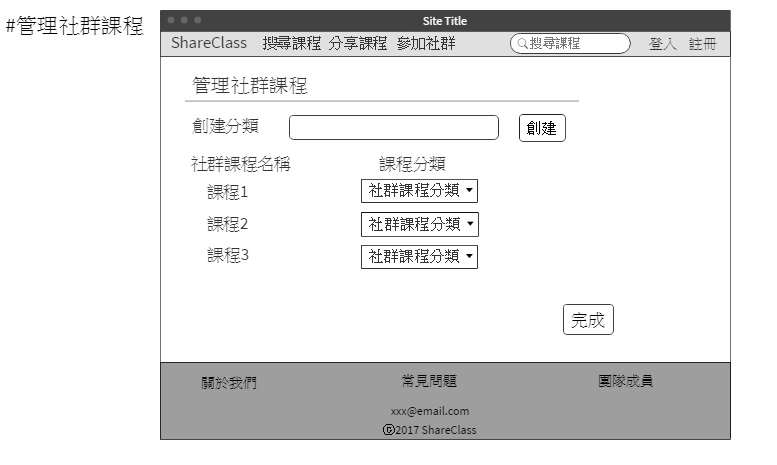 #管理社群課程
Site Title
ShareClass 搜尋課程 分享課程 參加社群 搜尋課程 登入 註冊
管理社群課程
創建分類 創建
社群課程名稱 課程分類
課程1 社群課程分類
課程2 社群課程分類
課程3 社群課程分類
完成
關於我們 常見問題 團隊成員
xxx@email.com
©2017 ShareClass